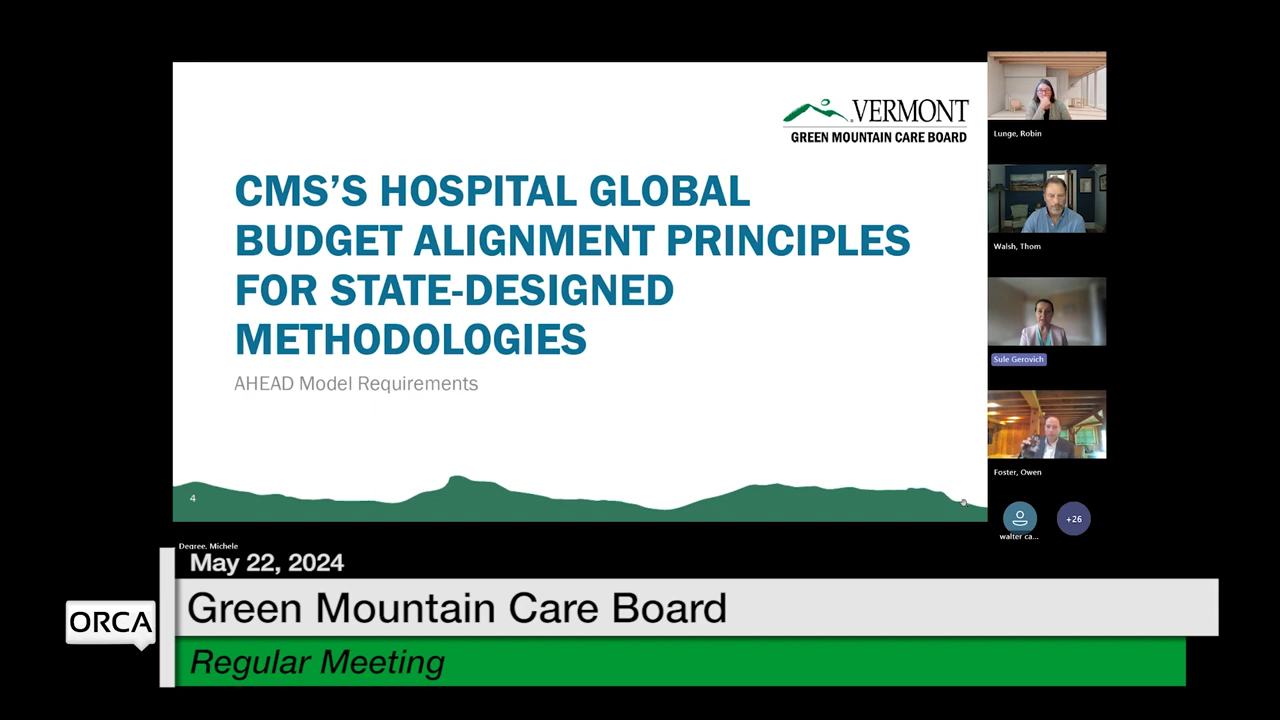 VERMONT
GREEN MOUNTAIN CARE BOARD
CMS’S HOSPITAL GLOBAL
BUDGET ALIGNMENT PRINCIPLES
FOR STATE-DESIGNED
METHODOLOGIES
AHEAD Model Requirements
4
Lunge, Robin
Walsh, Thom
Sule Gerovich
Foster, Owen
+26
walter ca...
Degree, Michele
May 22, 2024
ORCA
Green Mountain Care Board
Regular Meeting